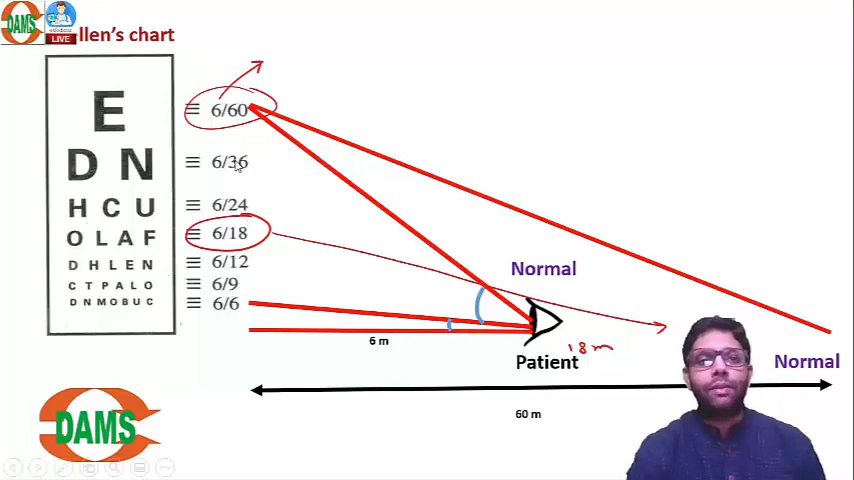 DAMS
eMedicoz
LIVE
llen's chart
E
≡ 6/60
D N
≡ 6/36
H C U
≡ 6/24
O L A F
≡ 6/18
D H L E N
≡ 6/12
C T P A L O
≡ 6/9
D N M O B U C
≡ 6/6
Normal
6 m
18 m
Patient
Normal
60 m
DAMS